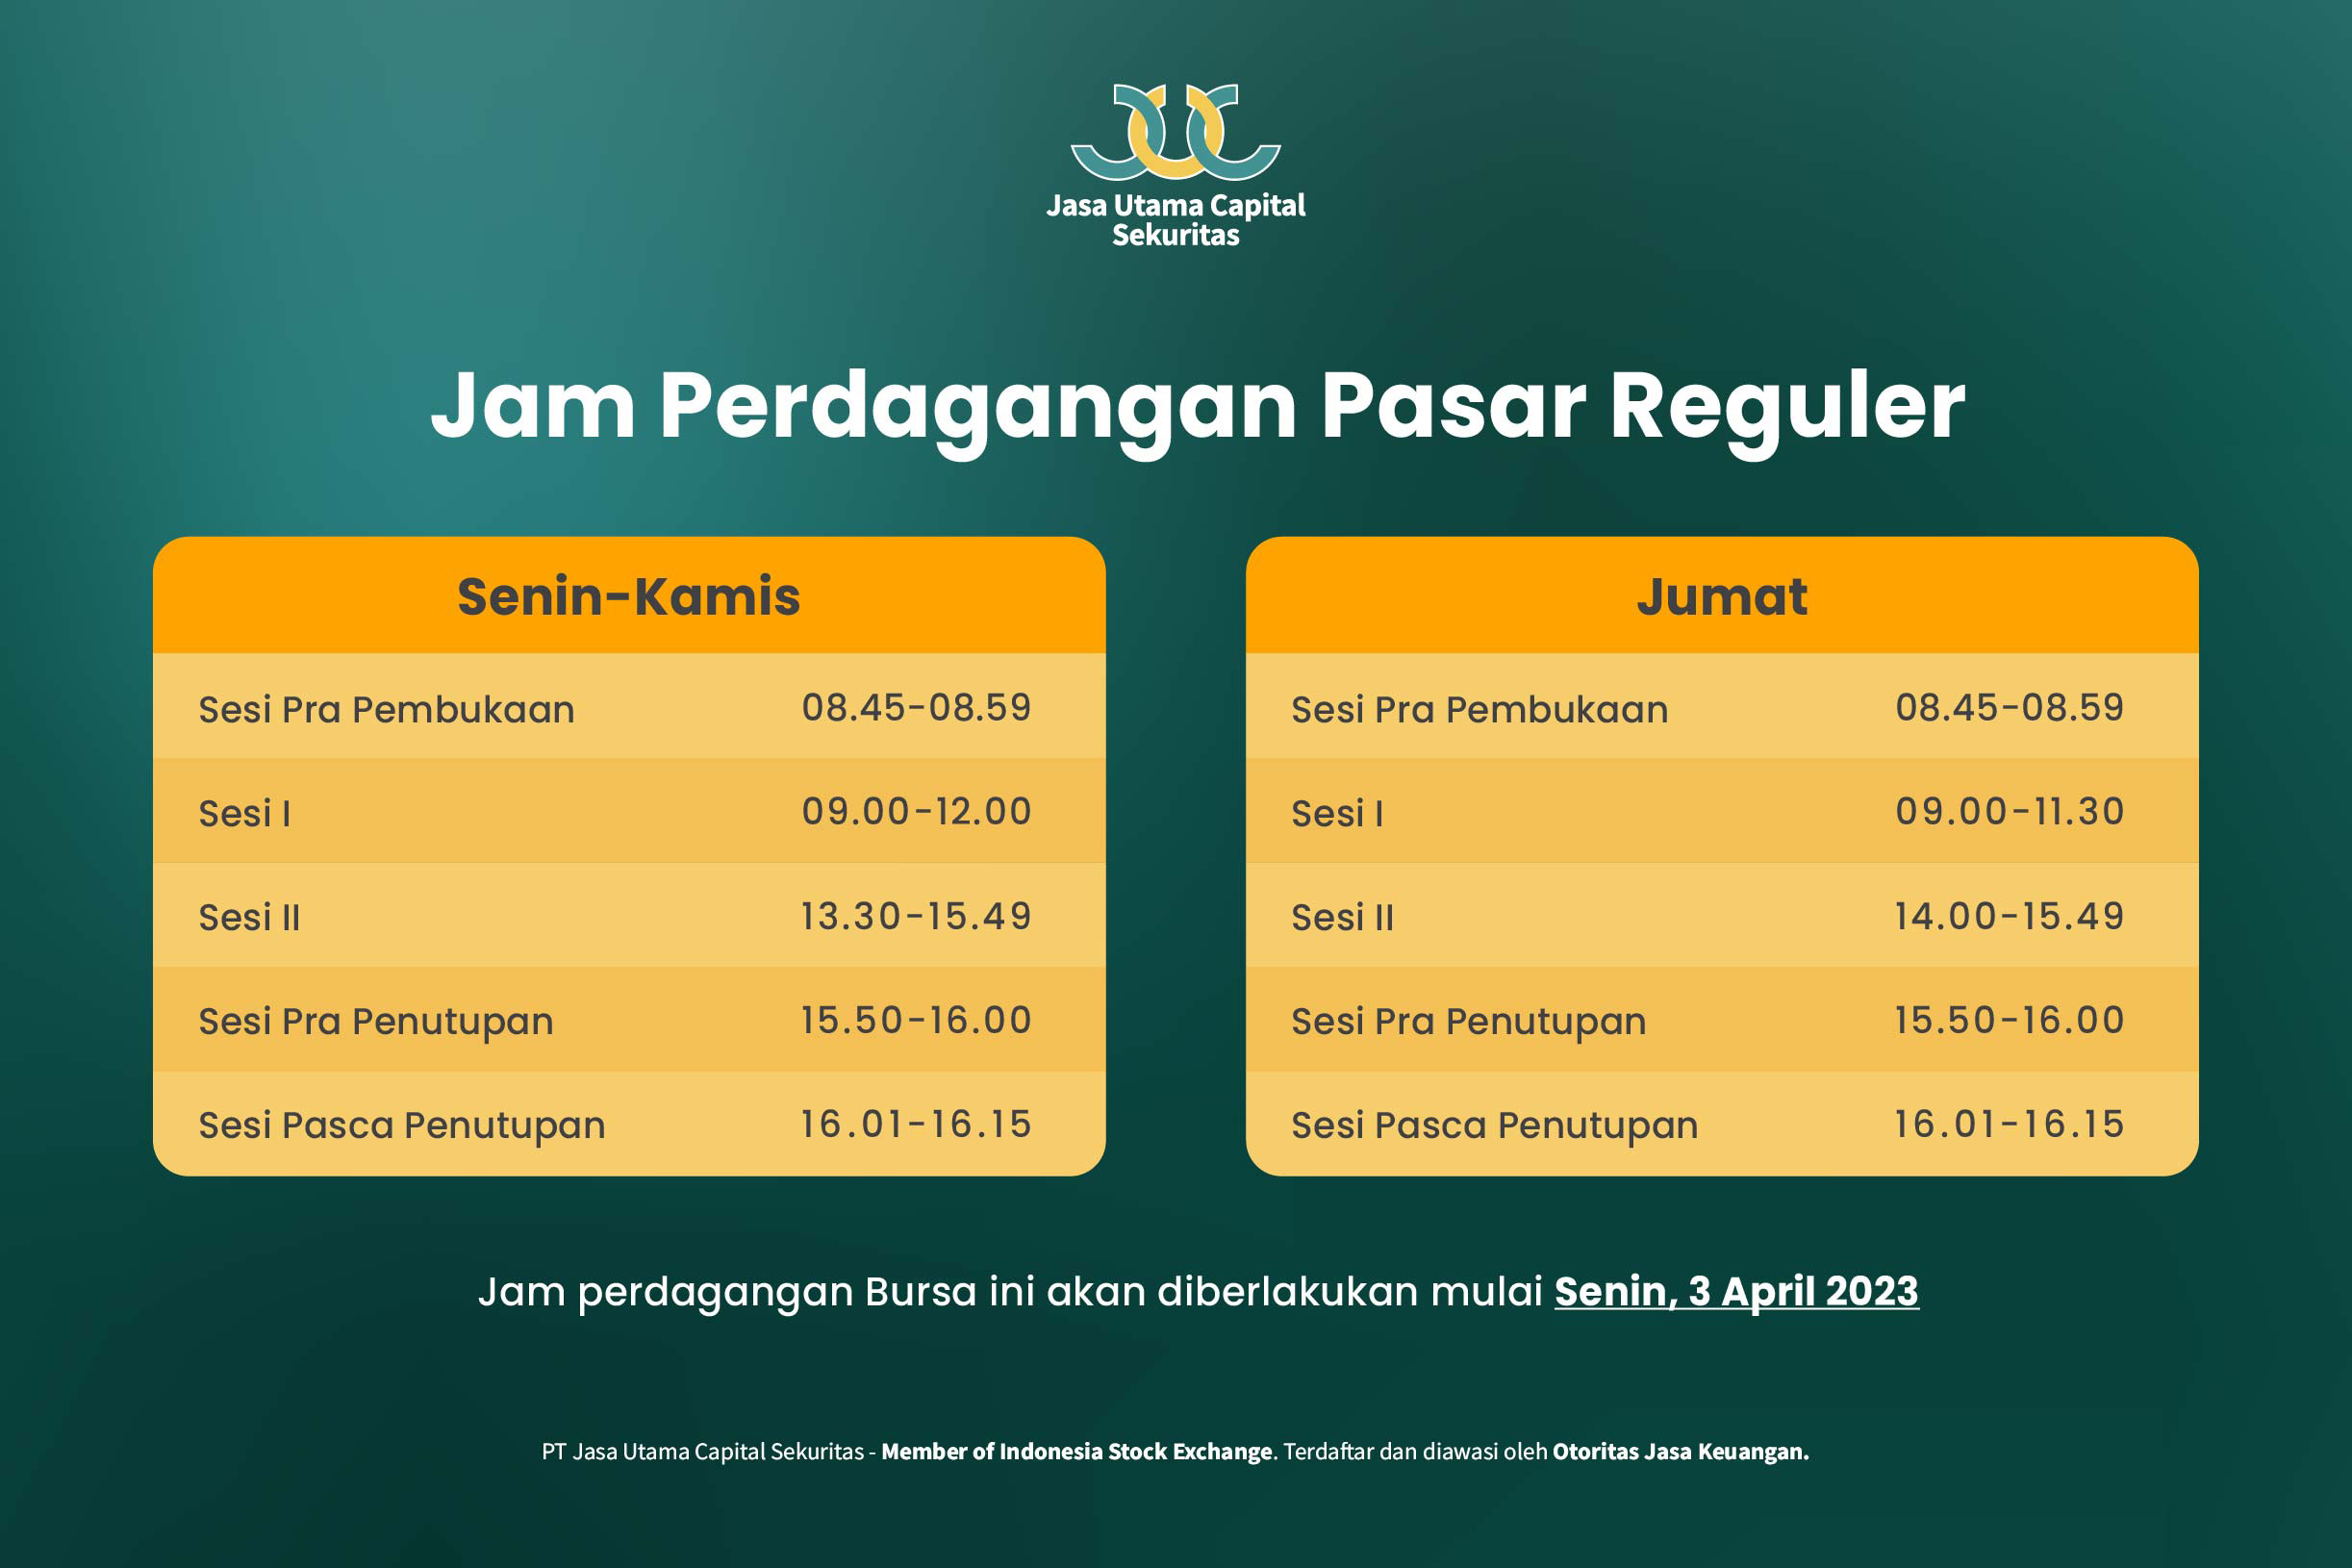 Jasa Utama Capital
Sekuritas
Jam Perdagangan Pasar Reguler
Senin-Kamis
Sesi Pra Pembukaan 08.45-08.59
Sesi I 09.00-12.00
Sesi II 13.30-15.49
Sesi Pra Penutupan 15.50-16.00
Sesi Pasca Penutupan 16.01-16.15
Jumat
Sesi Pra Pembukaan 08.45-08.59
Sesi I 09.00-11.30
Sesi II 14.00-15.49
Sesi Pra Penutupan 15.50-16.00
Sesi Pasca Penutupan 16.01-16.15
Jam perdagangan Bursa ini akan diberlakukan mulai Senin, 3 April 2023
PT Jasa Utama Capital Sekuritas - Member of Indonesia Stock Exchange. Terdaftar dan diawasi oleh Otoritas Jasa Keuangan.